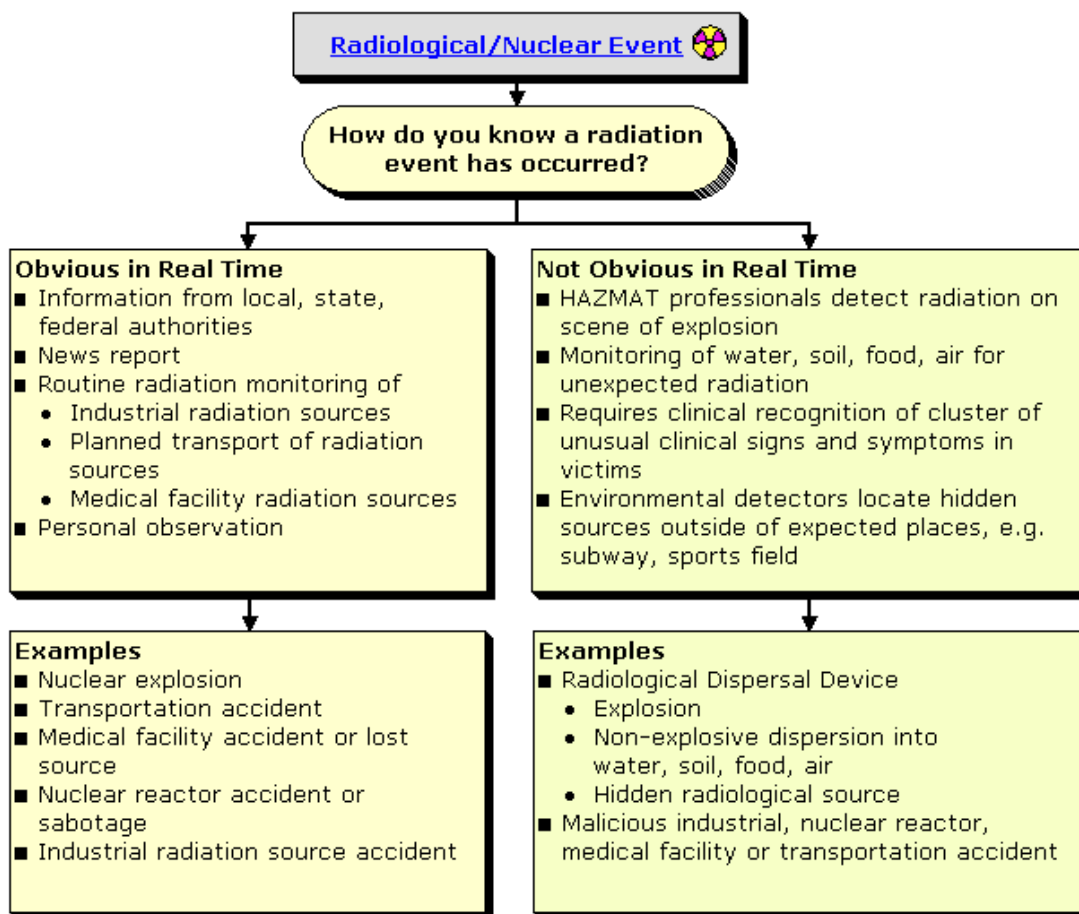 Radiological/Nuclear Event
How do you know a radiation
event has occurred?
Obvious in Real Time
■ Information from local, state,
federal authorities
■ News report
■ Routine radiation monitoring of
● Industrial radiation sources
● Planned transport of radiation
sources
● Medical facility radiation sources
■ Personal observation
Not Obvious in Real Time
■ HAZMAT professionals detect radiation on
scene of explosion
■ Monitoring of water, soil, food, air for
unexpected radiation
■ Requires clinical recognition of cluster of
unusual clinical signs and symptoms in
victims
■ Environmental detectors locate hidden
sources outside of expected places, e.g.
subway, sports field
Examples
■ Nuclear explosion
■ Transportation accident
■ Medical facility accident or lost
source
■ Nuclear reactor accident or
sabotage
■ Industrial radiation source accident
Examples
■ Radiological Dispersal Device
● Explosion
● Non-explosive dispersion into
water, soil, food, air
● Hidden radiological source
■ Malicious industrial, nuclear reactor,
medical facility or transportation accident